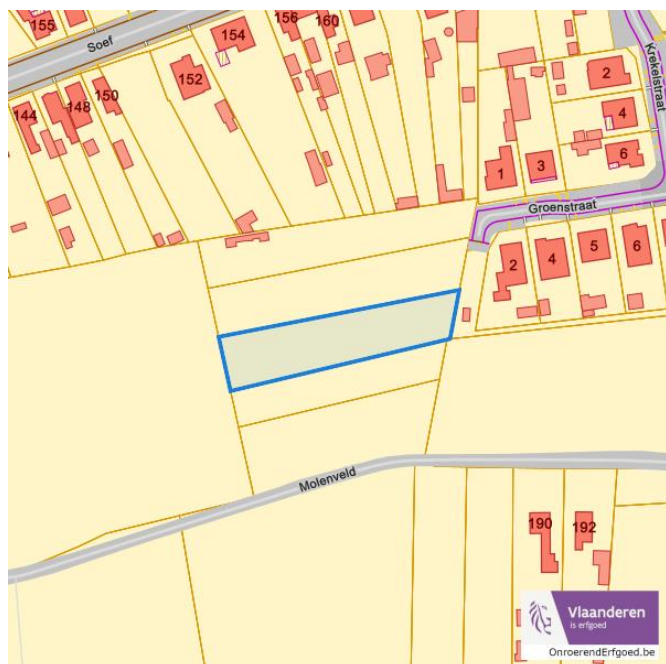 155
Soef
154
156
160
152
144
148
150
Krekelstraat
2
4
6
1
3
Groenstraat
2
4
5
6
Molenveld
190
192
Vlaanderen
is erfgoed
OnroerendErfgoed.be